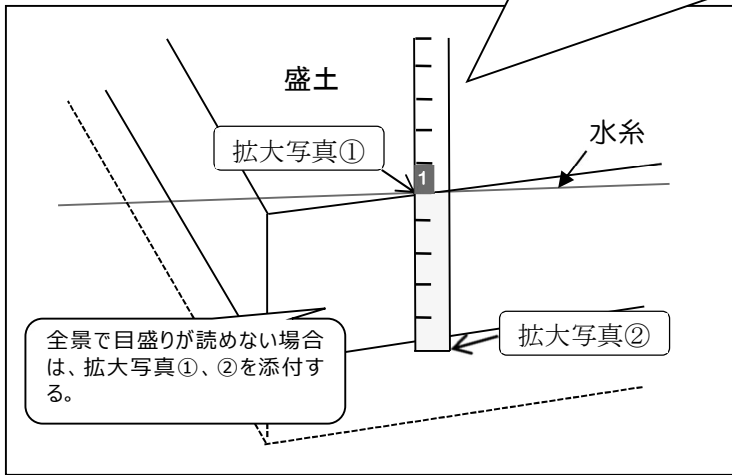 盛土
水糸
拡大写真①
1
全景で目盛りが読めない場合
は、拡大写真①、②を添付す
る。
拡大写真②